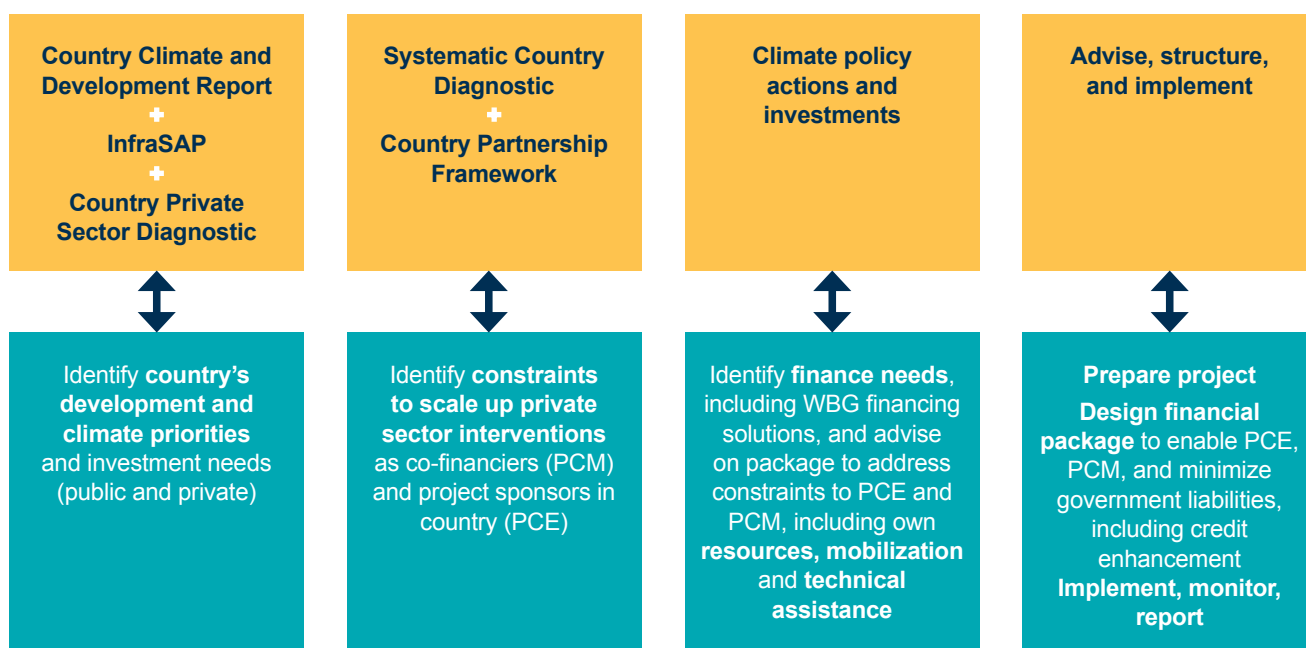 Country Climate and
Development Report
+
InfraSAP
+
Country Private
Sector Diagnostic
Systematic Country
Diagnostic
+
Country Partnership
Framework
Climate policy
actions and
investments
Advise, structure,
and implement
Identify country’s
development and
climate priorities
and investment needs
(public and private)
Identify constraints
to scale up private
sector interventions
as co-financiers (PCM)
and project sponsors in
country (PCE)
Identify finance needs,
including WBG financing
solutions, and advise
on package to address
constraints to PCE and
PCM, including own
resources, mobilization
and technical
assistance
Prepare project
Design financial
package to enable PCE,
PCM, and minimize
government liabilities,
including credit
enhancement
Implement, monitor,
report